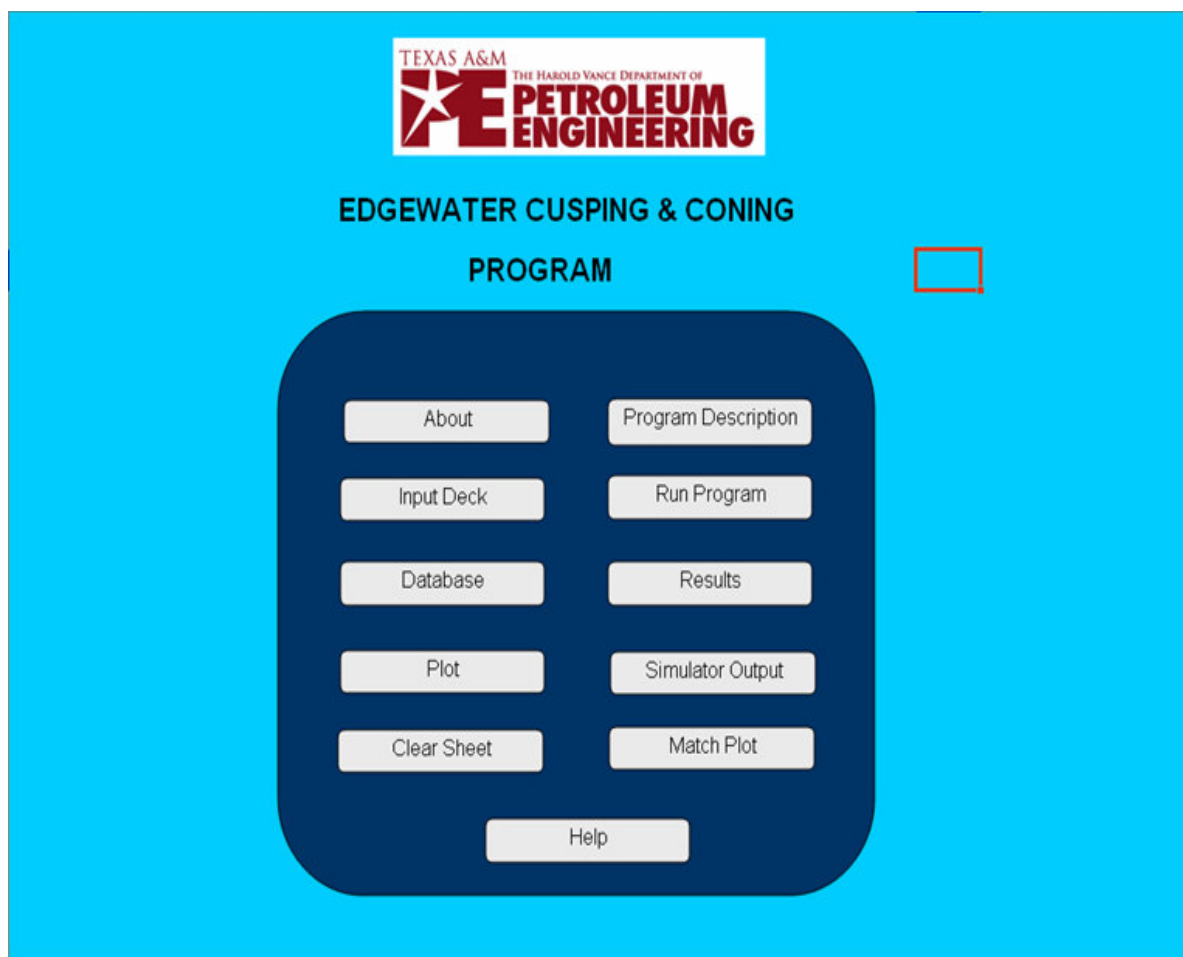 TEXAS A&M
THE HAROLD VANCE DEPARTMENT OF
PE PETROLEUM
ENGINEERING
EDGEWATER CUSPING & CONING
PROGRAM
About
Program Description
Input Deck
Run Program
Database
Results
Plot
Simulator Output
Clear Sheet
Match Plot
Help